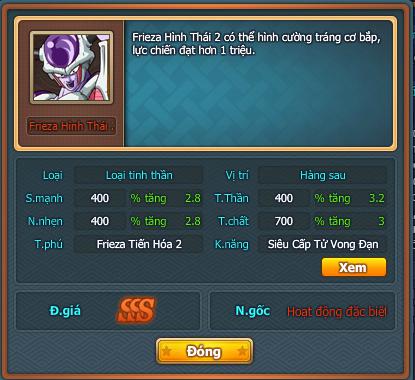 Frieza Hình Thái 2 có thể hình cường tráng cơ bắp,
lực chiến đạt hơn 1 triệu.
Frieza Hình Thái .
Loại Loại tinh thần Vị trí Hàng sau
S.mạnh 400 % tăng 2.8 T.Thần 400 % tăng 3.2
N.nhẹn 400 % tăng 2.8 T.chất 700 % tăng 3
T.phú Frieza Tiến Hóa 2 K.năng Siêu Cấp Tử Vong Đạn
Xem
Đ.giá SSS N.gốc Hoạt động đặc biệt
Đóng